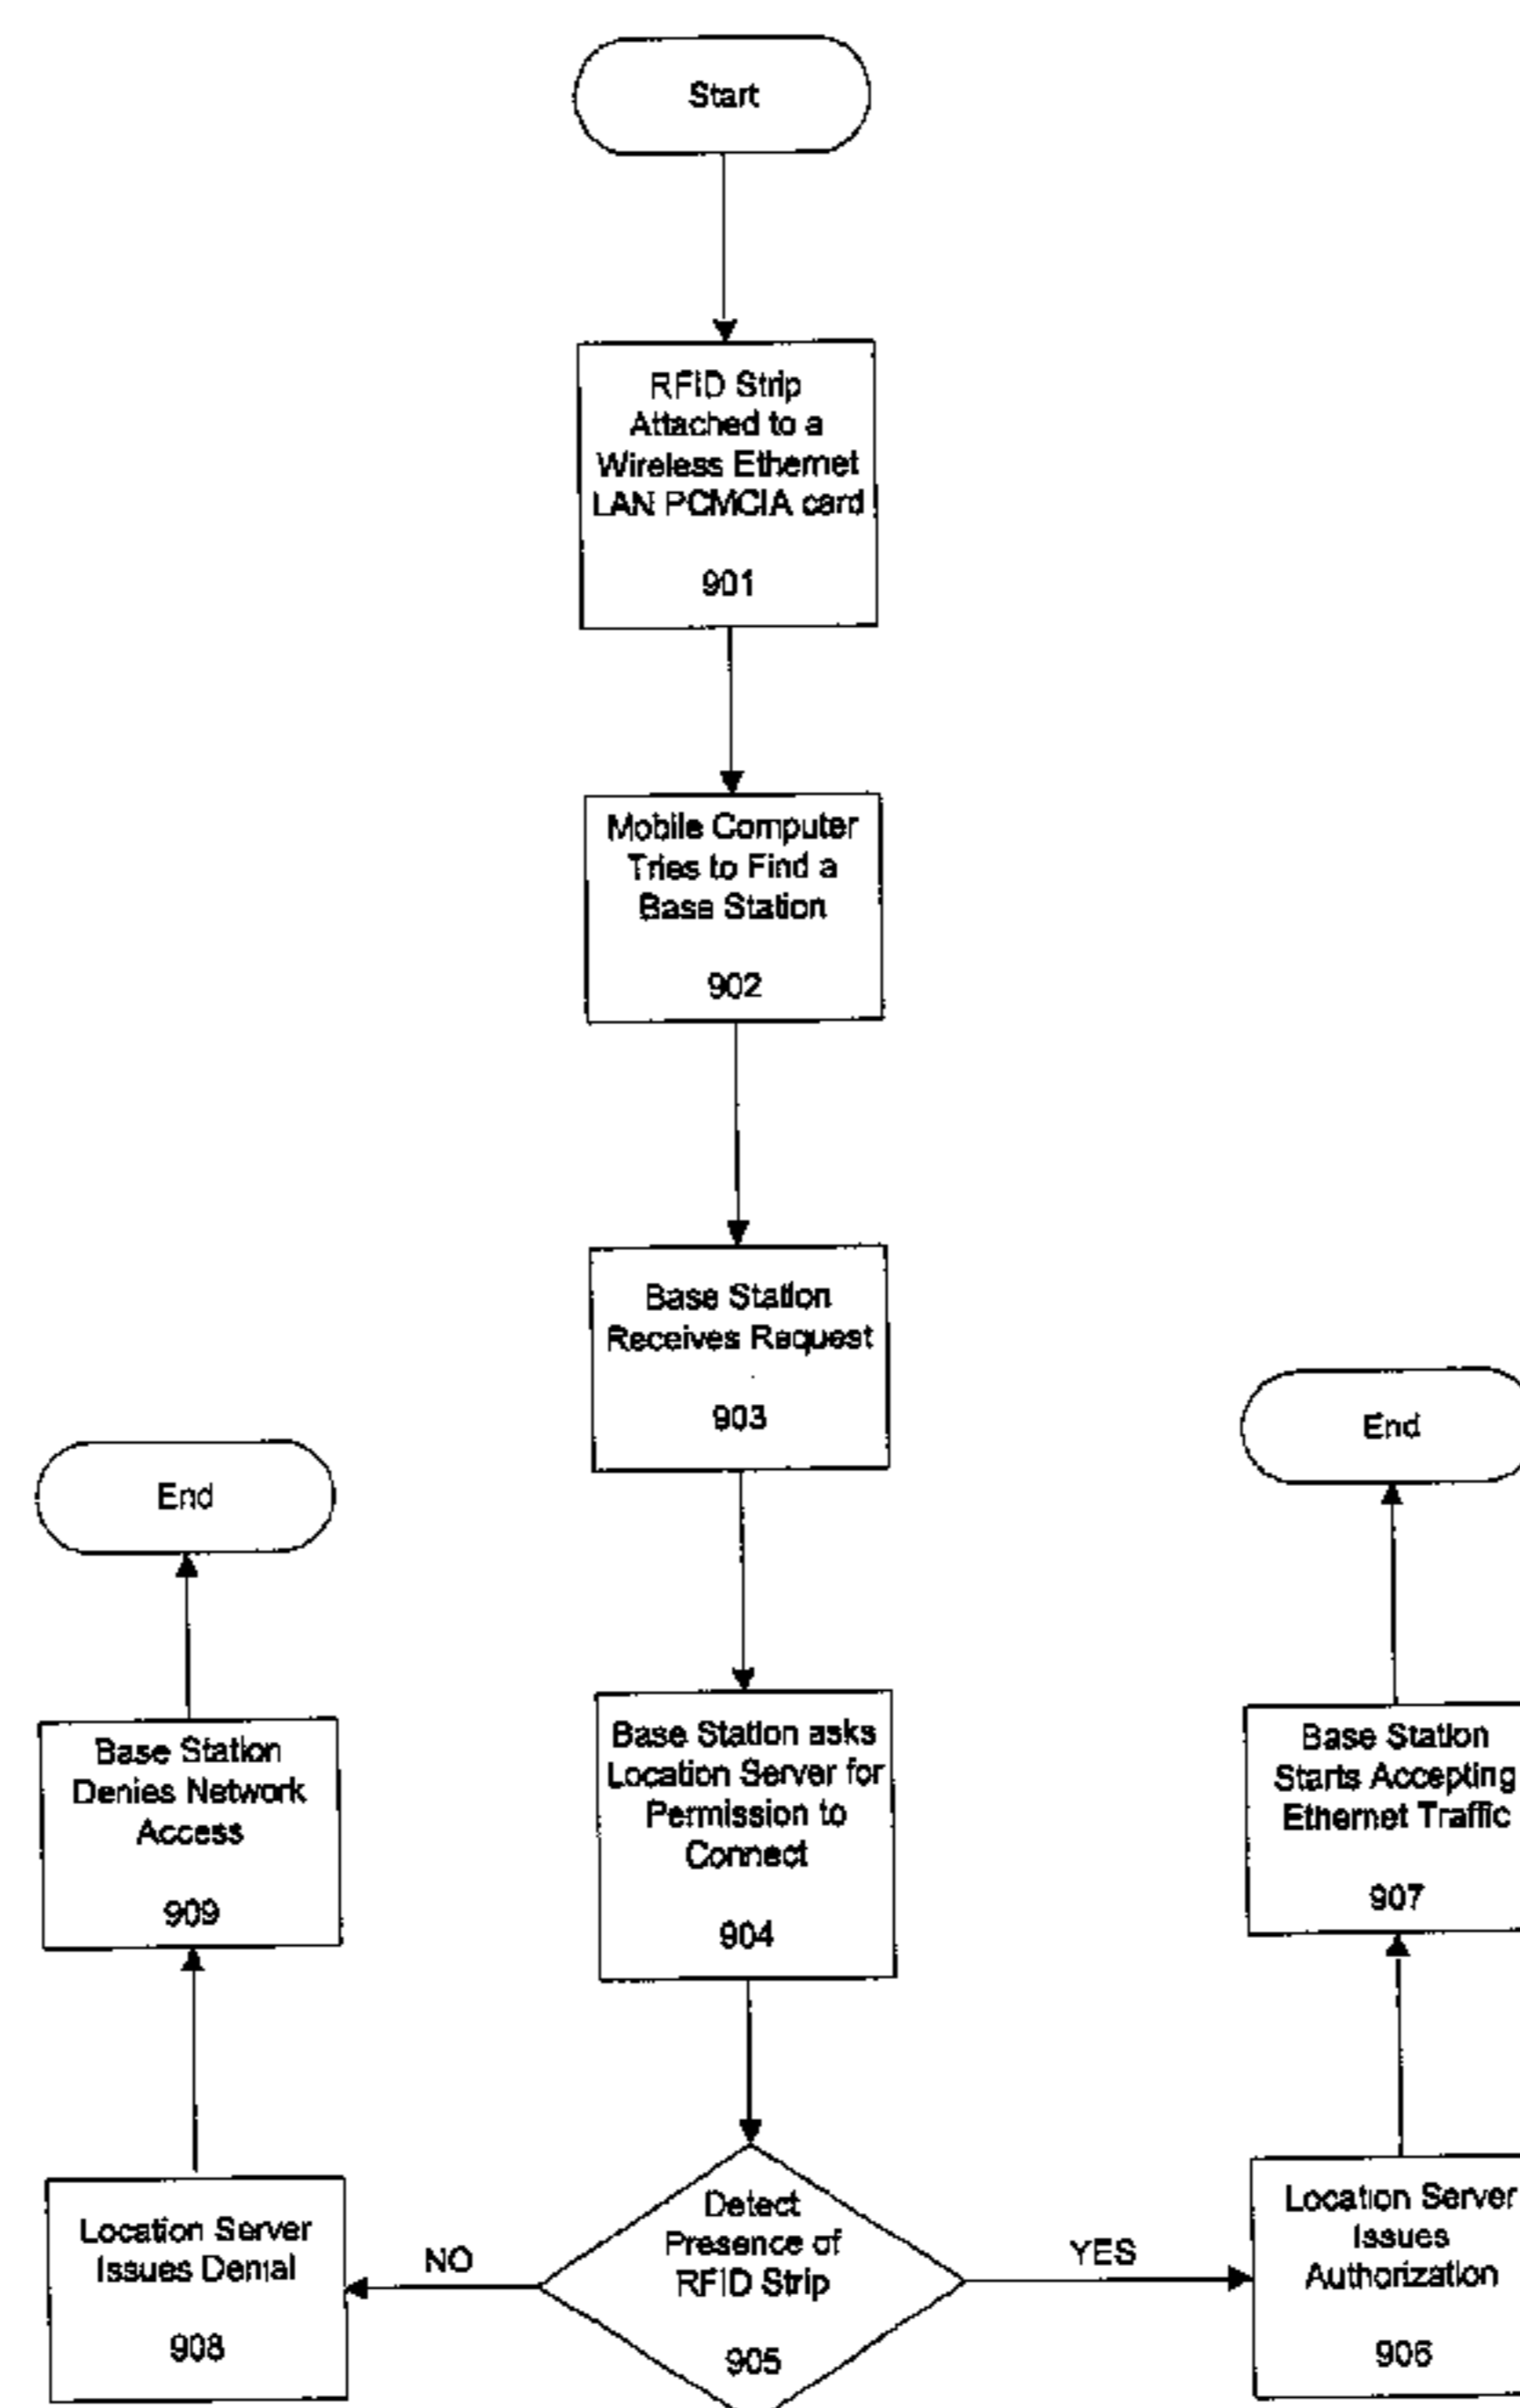 Start
RFID Strip
Attached to a
Wireless Ethernet
LAN PCMCIA card
901
Mobile Computer
Tries to Find a
Base Station
902
Base Station
Receives Request
903
End
End
Base Station
Denies Network
Access
909
Base Station asks
Location Server for
Permission to
Connect
904
Base Station
Starts Accepting
Ethernet Traffic
907
Location Server
Issues Denial
908
NO
Detect
Presence of
RFID Strip
905
YES
Location Server
Issues
Authorization
906